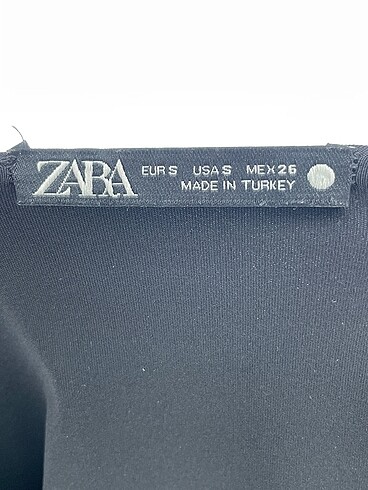 ZARA EUR S USA S MEX 26
MADE IN TURKEY